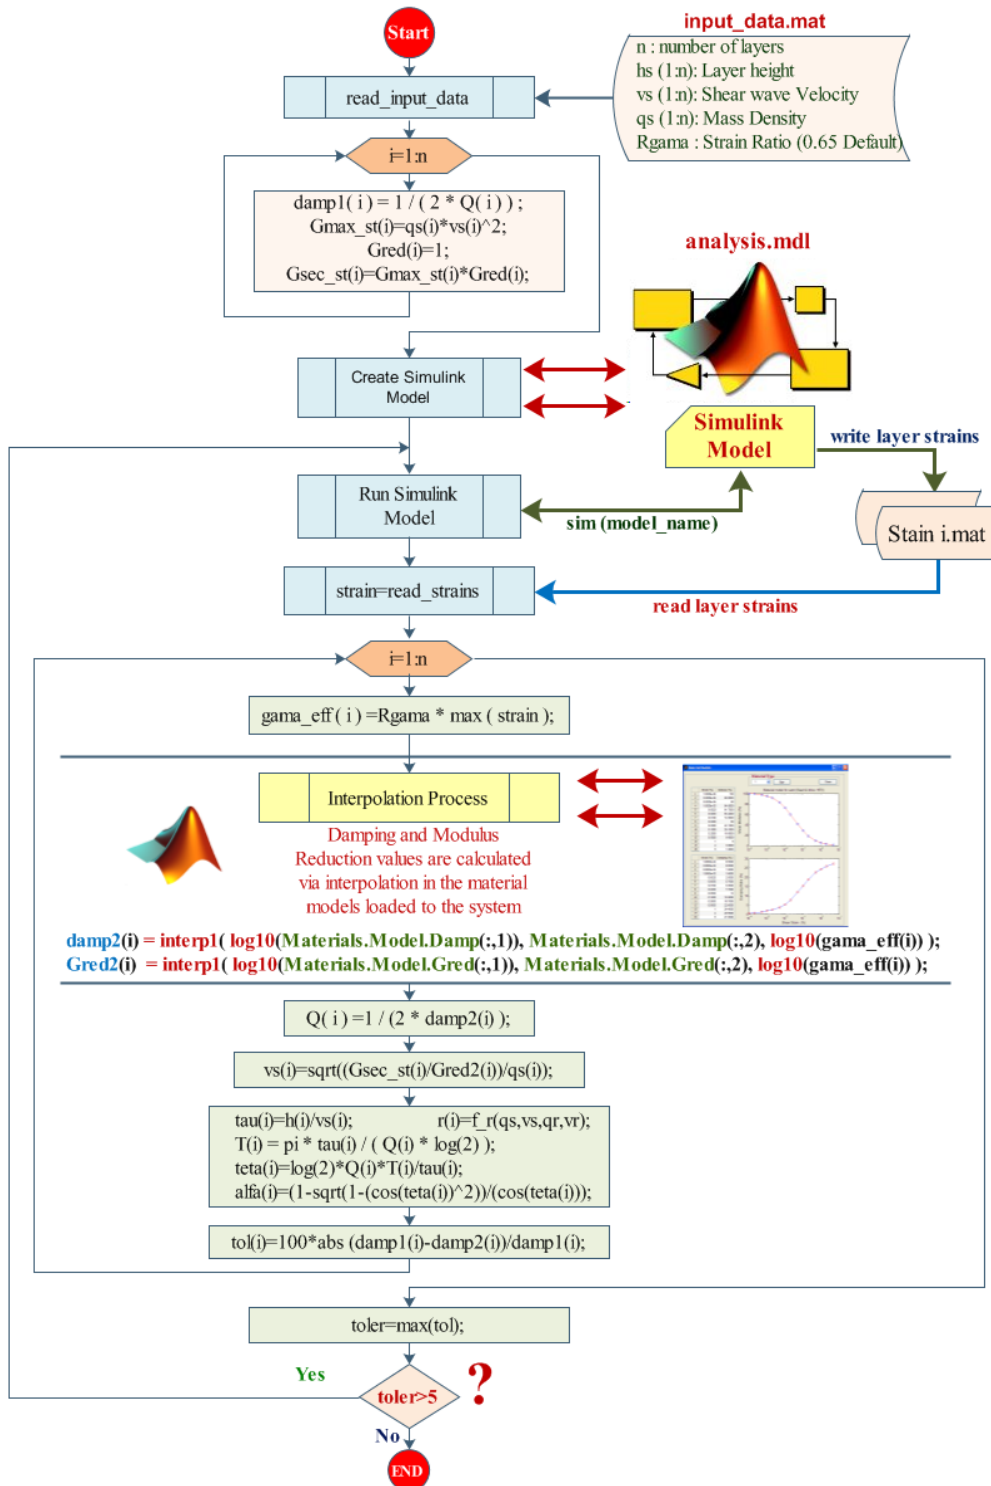 Start
input_data.mat
n : number of layers
hs (1:n): Layer height
vs (1:n): Shear wave Velocity
qs (1:n): Mass Density
Rgama : Strain Ratio (0.65 Default)
read_input_data
i=1:n
damp1( i ) = 1 / ( 2 * Q( i ) ) ;
Gmax_st(i)=qs(i)*vs(i)^2;
Gred(i)=1;
Gsec_st(i)=Gmax_st(i)*Gred(i);
analysis.mdl
Create Simulink
Model
Simulink
Model
write layer strains
Run Simulink
Model
sim (model_name)
Stain i.mat
strain=read_strains
read layer strains
i=1:n
gama_eff ( i ) =Rgama * max ( strain );
Interpolation Process
Damping and Modulus
Reduction values are calculated
via interpolation in the material
models loaded to the system
damp2(i) = interp1( log10(Materials.Model.Damp(:,1)), Materials.Model.Damp(:,2), log10(gama_eff(i)) );
Gred2(i) = interp1( log10(Materials.Model.Gred(:,1)), Materials.Model.Gred(:,2), log10(gama_eff(i)) );
Q( i ) =1 / (2 * damp2(i) );
vs(i)=sqrt((Gsec_st(i)/Gred2(i))/qs(i));
tau(i)=h(i)/vs(i); r(i)=f_r(qs,vs,qr,vr);
T(i) = pi * tau(i) / ( Q(i) * log(2) );
teta(i)=log(2)*Q(i)*T(i)/tau(i);
alfa(i)=(1-sqrt(1-(cos(teta(i))^2))/(cos(teta(i)));
tol(i)=100*abs (damp1(i)-damp2(i))/damp1(i);
toler=max(tol);
Yes
toler>5
?
No
END